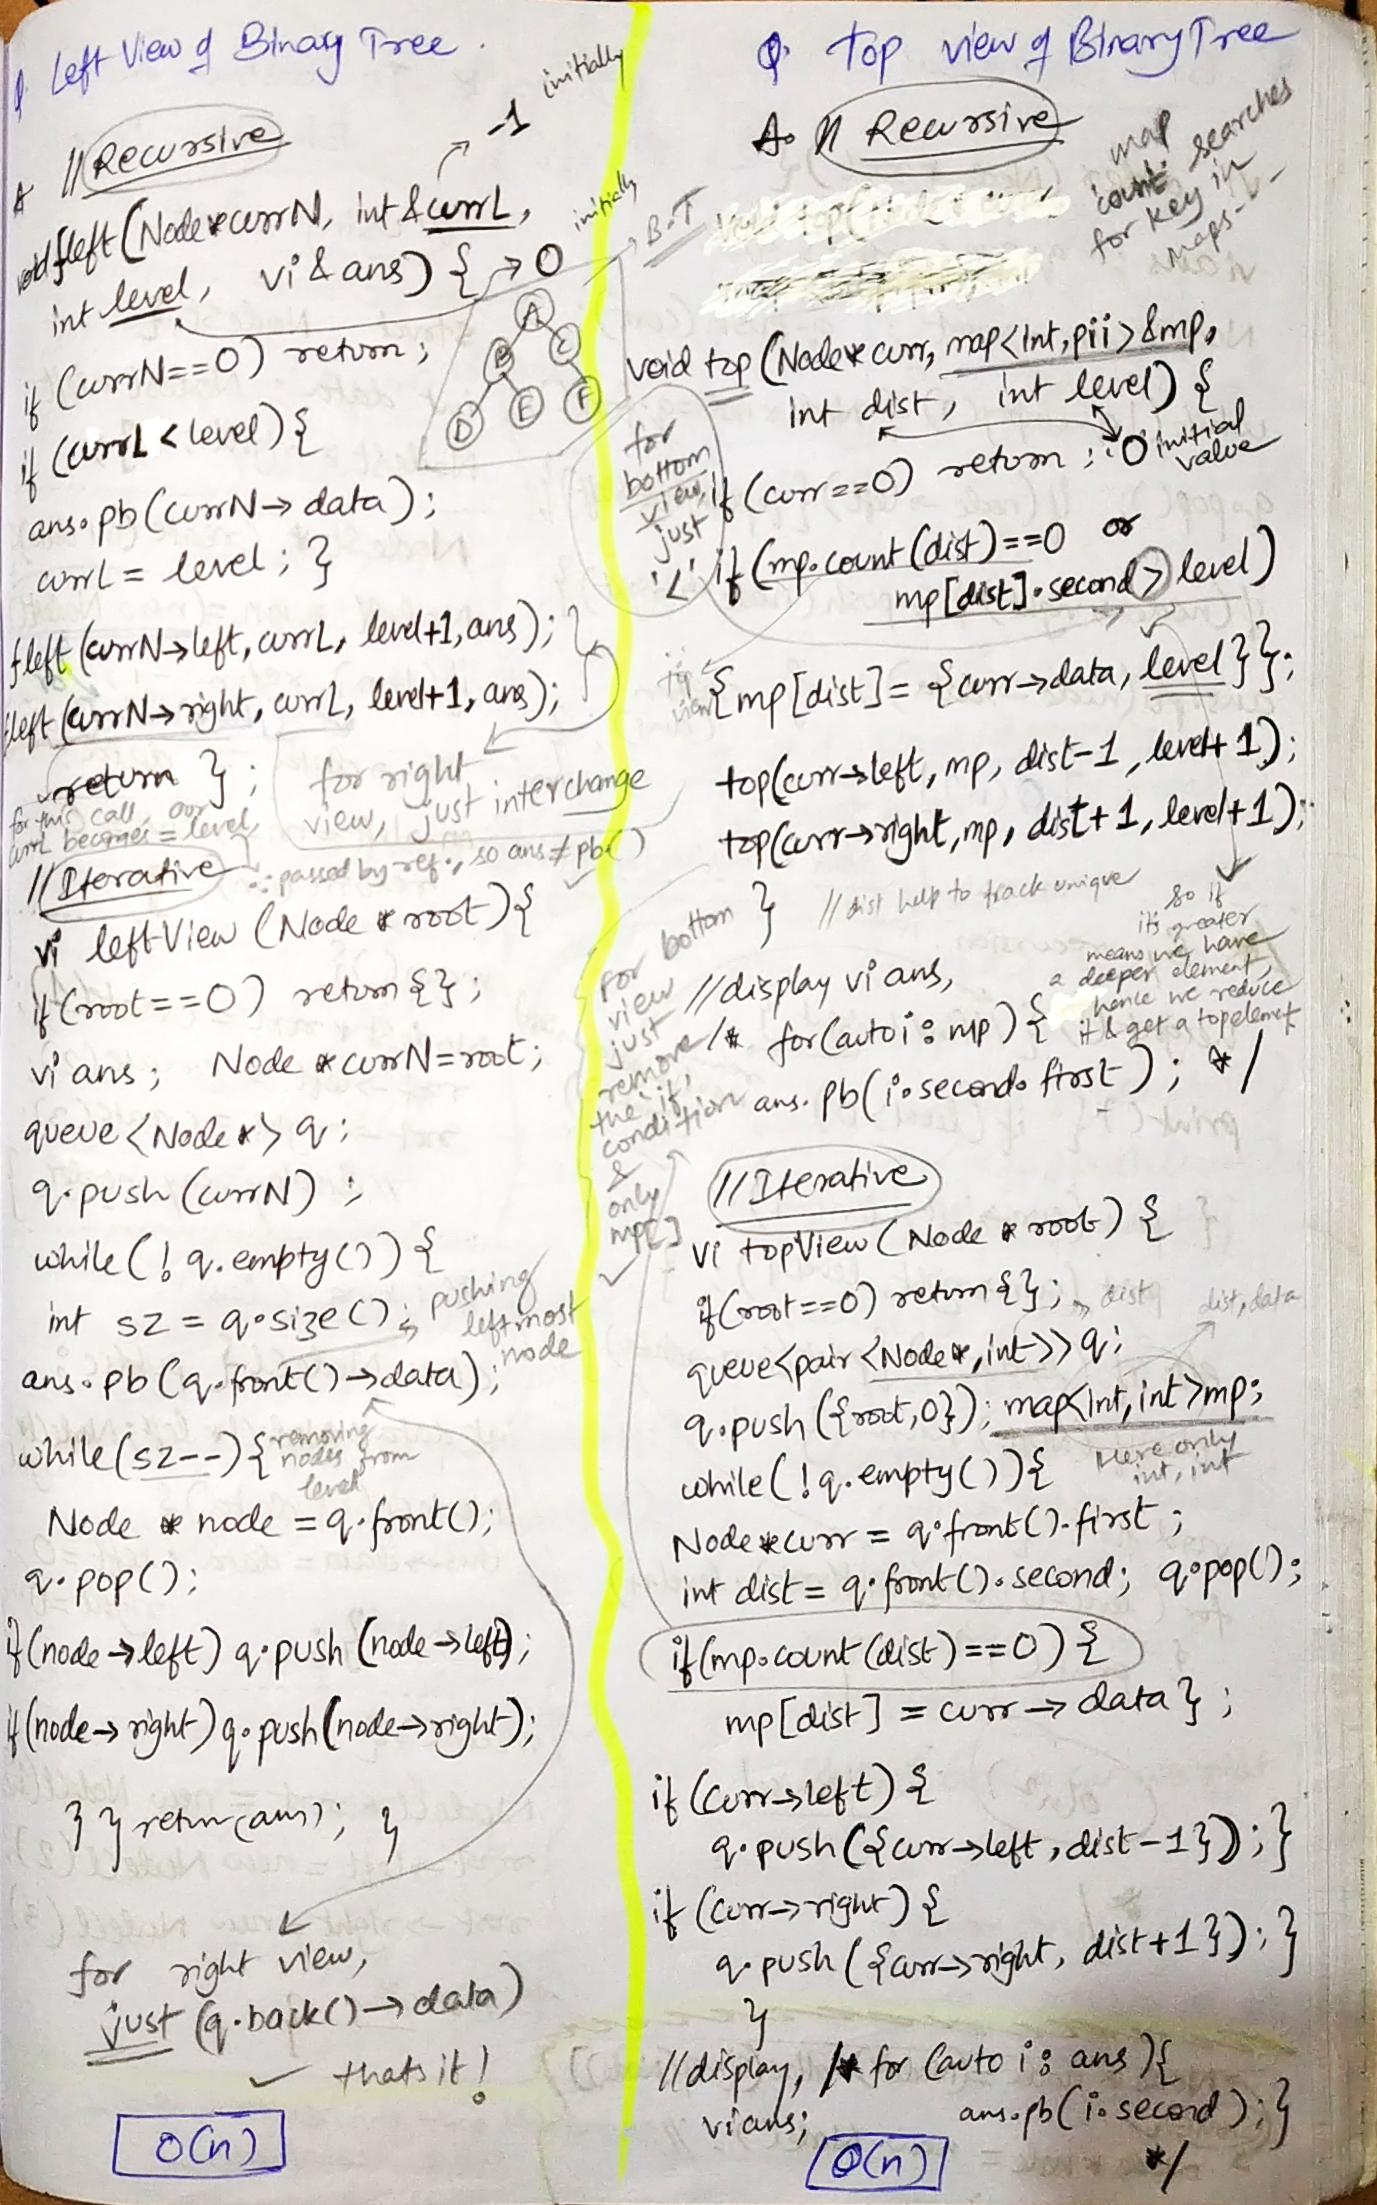 Q. Left View of Binary Tree.
A // Recursive
-1 initially
void fleft(Node*currN, int &currL,
int level, vi &ans) { → 0 initially
B.T
A
B C
D E F
if (currN==0) return;
if (currL < level) {
ans.pb(currN→data);
currL = level; }
fleft(currN→left, currL, level+1, ans);
fleft(currN→right, currL, level+1, ans);
return };
for right
view, just interchange
for this call, our
currL becomes = level,
∵ passed by ref., so ans ≠ pb()
// Iterative
vi leftView (Node * root) {
if(root==0) return {};
vi ans; Node *currN=root;
queue <Node*> q;
q.push(currN);
while(! q.empty()) {
int sz = q.size();
pushing
leftmost
node
ans.pb(q.front()→data);
while(sz--) {
removing
nodes from
level
Node * node = q.front();
q.pop();
if(node→left) q.push(node→left);
if(node→right) q.push(node→right);
} } return(ans); }
for right view,
just (q.back()→data)
✓ thats it!
O(n)
Q. Top view of Binary Tree
A. // Recursive
map
count: searches
for key in
maps-
void top(Node* curr, map<int,pii>&mp,
int dist, int level) {
0 initial
value
if (curr==0) return;
for
bottom
view,
just
'<'
if(mp.count(dist)==0 or
mp[dist].second > level)
top
view
{mp[dist] = {curr→data, level}};
top(curr→left, mp, dist-1, level+1);
top(curr→right, mp, dist+1, level+1);
} // dist help to track unique
so if
its greater
means we have
a deeper element,
hence we reduce
it & get a topelemet
//display vi ans,
/* for(auto i: mp) {
ans.pb(i.second.first); */
for bottom
view
just
remove
the 'if'
condition
&
only
mp[]
✓
// Iterative
vi topView(Node * root) {
if(root==0) return {};
dist
dist, data
queue<pair<Node*,int>> q;
q.push({root,0}); map<int,int>mp;
Here only
int, int
while(! q.empty()){
Node*curr = q.front().first;
int dist = q.front().second; q.pop();
if(mp.count(dist)==0) {
mp[dist] = curr→data};
if(curr→left) {
q.push({curr→left, dist-1});}
if (curr→right) {
q.push({curr→right, dist+1});}
}
//display, /* for (auto i: ans){
vi ans; ans.pb(i.second);}
*/
O(n)